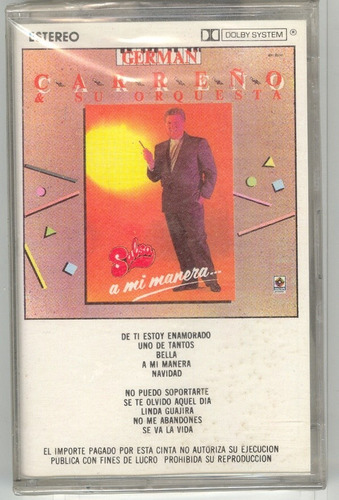 ESTEREO
DOLBY SYSTEM ®
GERMAN
C·A·R·R·E·Ñ·O
& SU ORQUESTA
Salsa
a mi manera...
DE TI ESTOY ENAMORADO
UNO DE TANTOS
BELLA
A MI MANERA
NAVIDAD
NO PUEDO SOPORTARTE
SE TE OLVIDO AQUEL DIA
LINDA GUAJIRA
NO ME ABANDONES
SE VA LA VIDA
EL IMPORTE PAGADO POR ESTA CINTA NO AUTORIZA SU EJECUCION
PUBLICA CON FINES DE LUCRO PROHIBIDA SU REPRODUCCION